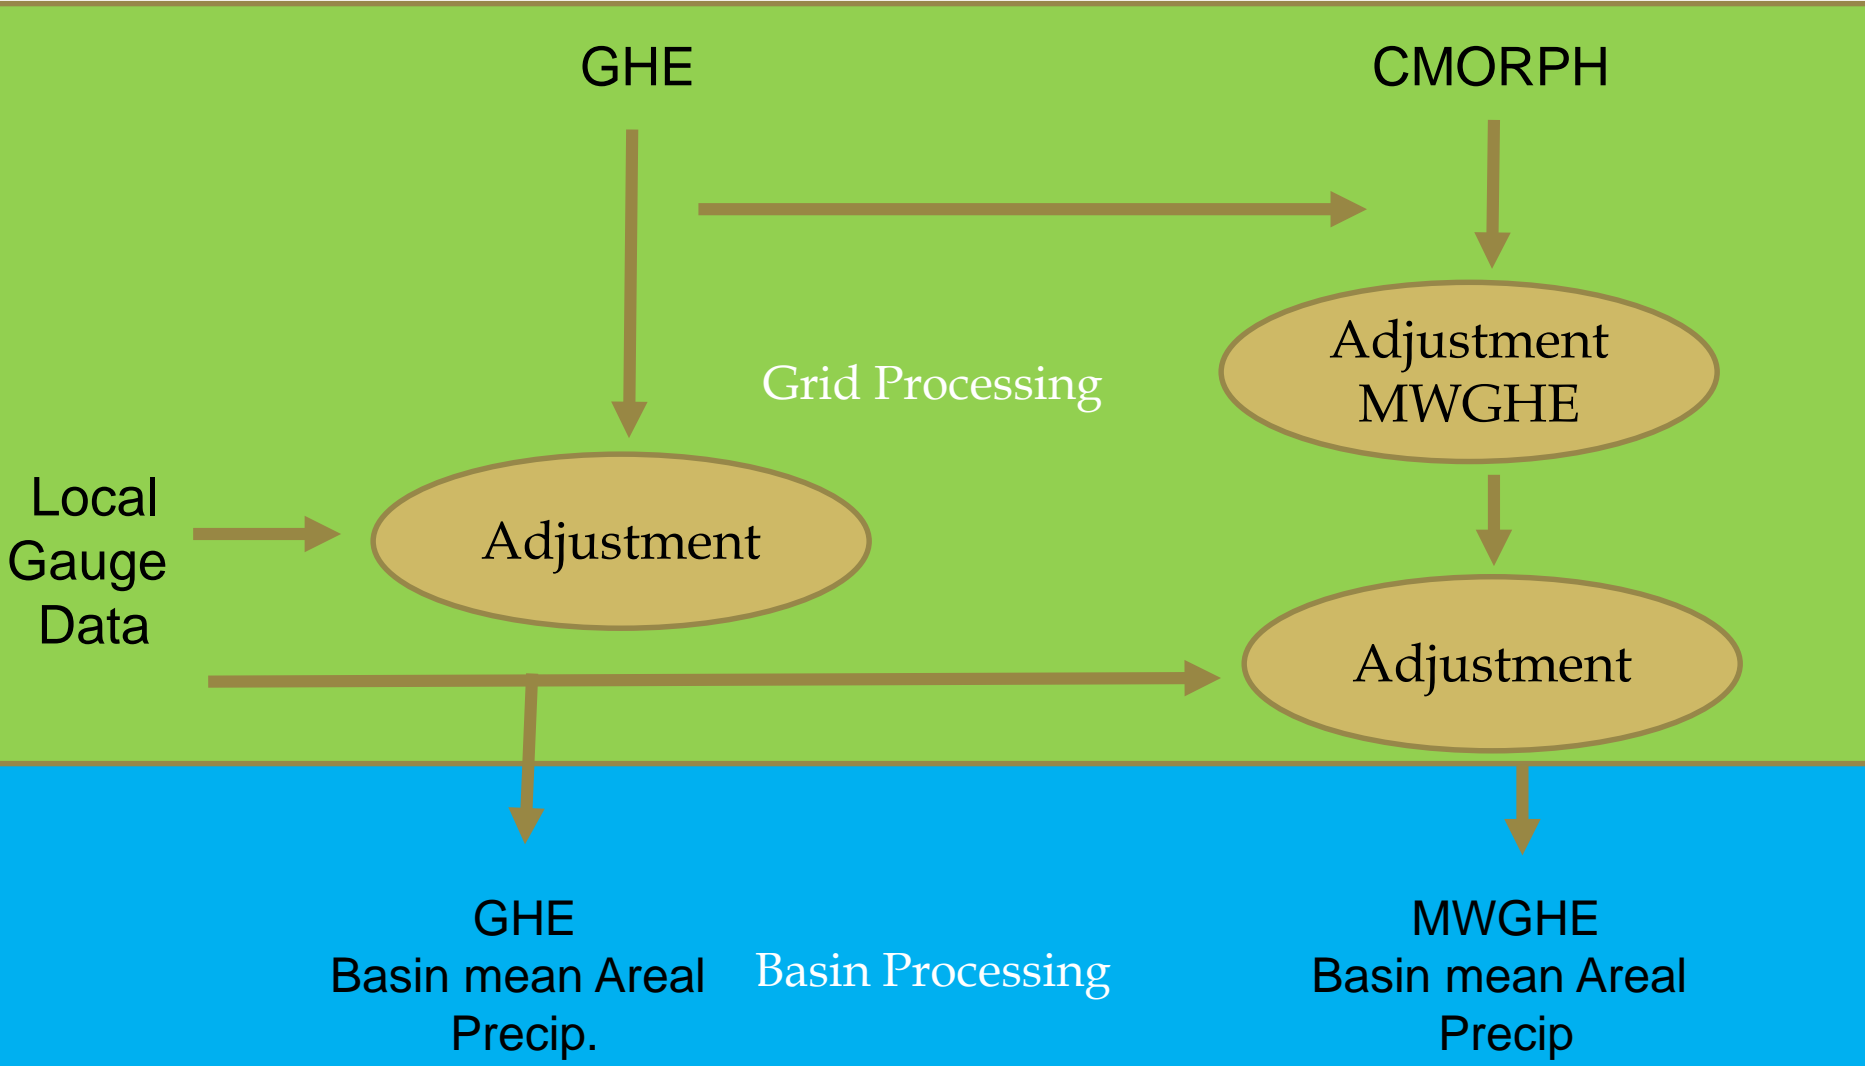 GHE
CMORPH
Adjustment
MWGHE
Grid Processing
Local
Gauge
Data
Adjustment
Adjustment
GHE
Basin mean Areal
Precip.
Basin Processing
MWGHE
Basin mean Areal
Precip